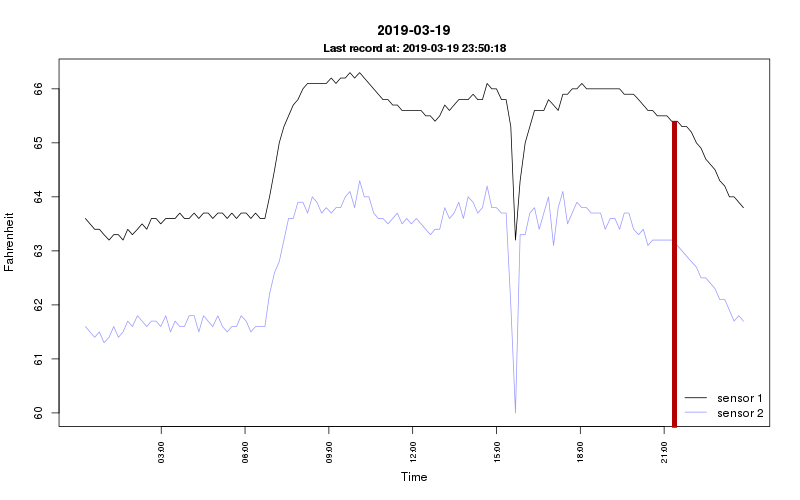 2019-03-19
Last record at: 2019-03-19 23:50:18
Fahrenheit
66
65
64
63
62
61
60
sensor 1
sensor 2
03:00 06:00 09:00 12:00 15:00 18:00 21:00
Time